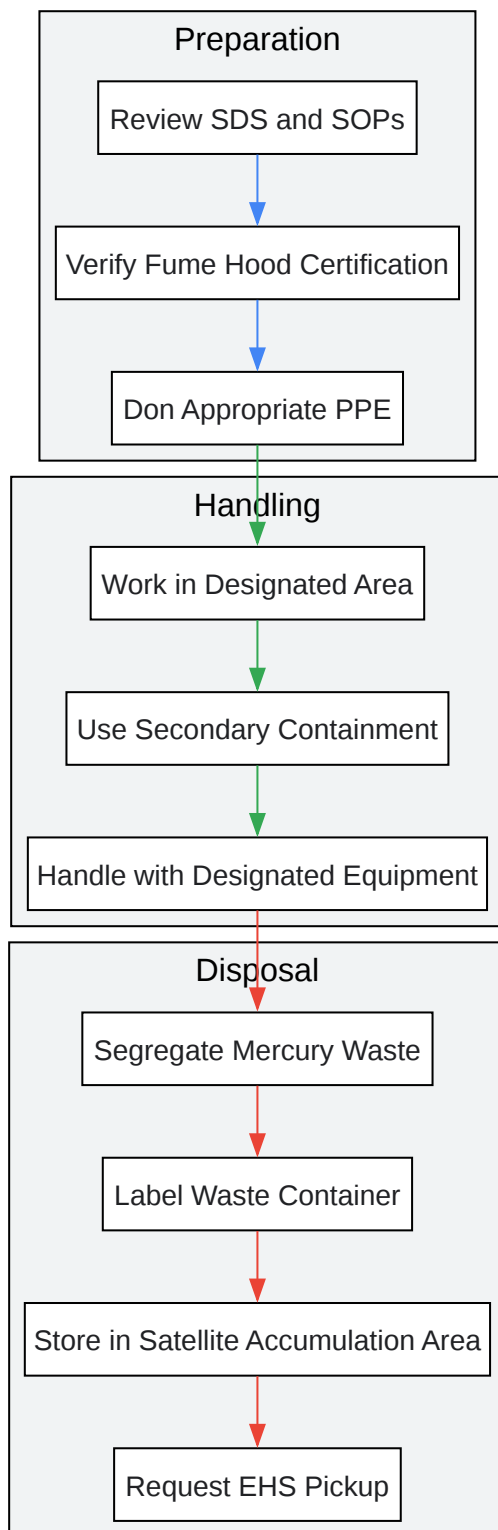 Preparation
Review SDS and SOPs
Verify Fume Hood Certification
Don Appropriate PPE
Handling
Work in Designated Area
Use Secondary Containment
Handle with Designated Equipment
Disposal
Segregate Mercury Waste
Label Waste Container
Store in Satellite Accumulation Area
Request EHS Pickup